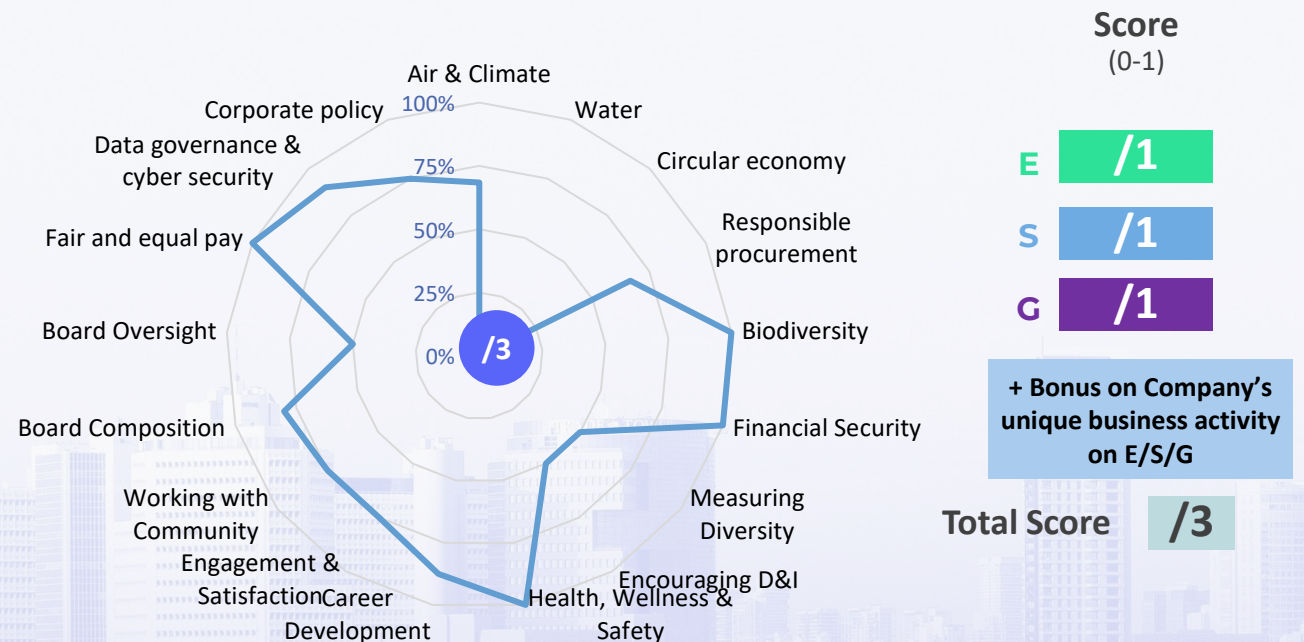 Score
(0-1)
Air & Climate
Corporate policy
100%
Water
Data governance &
cyber security
75%
Circular economy
E
/1
Fair and equal pay
50%
Responsible
procurement
S
/1
25%
G
/1
Board Oversight
0%
/3
Biodiversity
+ Bonus on Company’s
unique business activity
on E/S/G
Board Composition
Financial Security
Working with
Community
Measuring
Diversity
Total Score
/3
Engagement &
Satisfaction
Career
Development
Encouraging D&I
Health, Wellness &
Safety